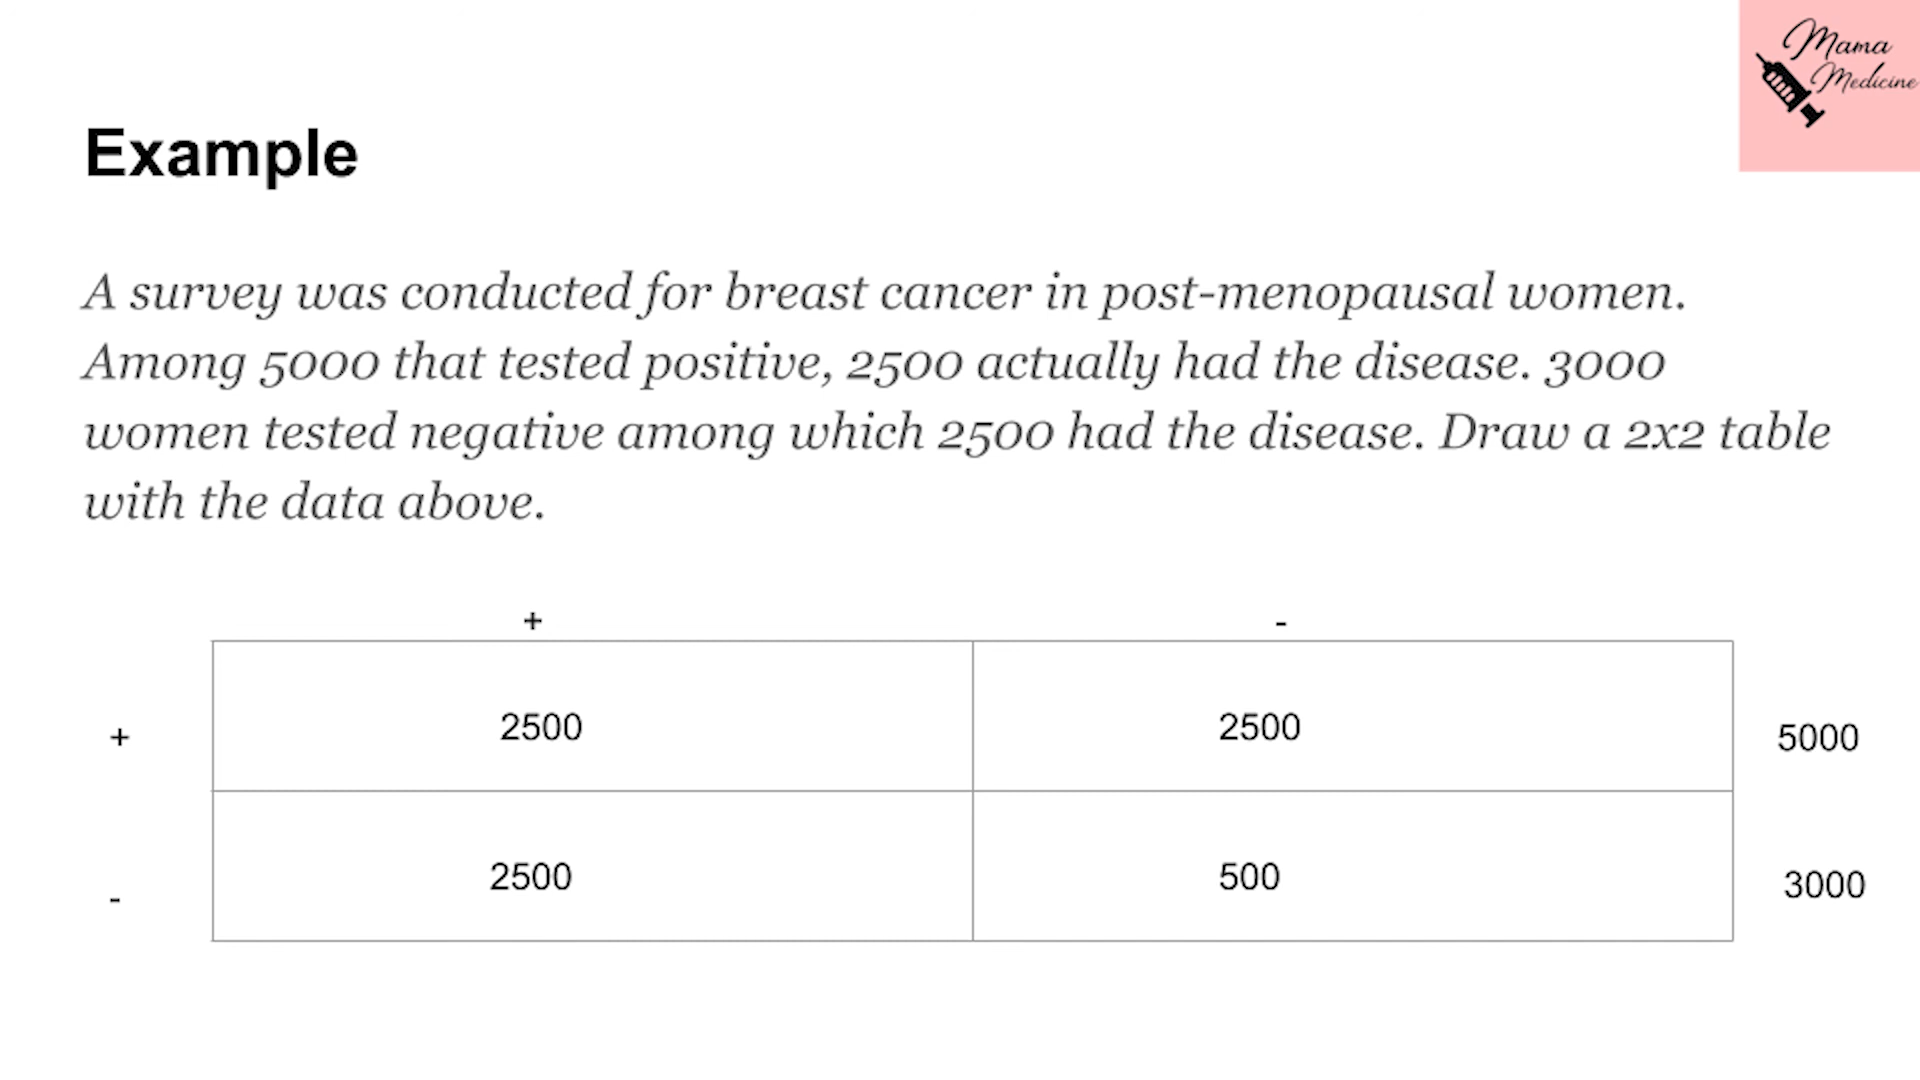 Mama
Medicine
Example
A survey was conducted for breast cancer in post-menopausal women.
Among 5000 that tested positive, 2500 actually had the disease. 3000
women tested negative among which 2500 had the disease. Draw a 2x2 table
with the data above.
+ -
+ 2500 2500 5000
- 2500 500 3000